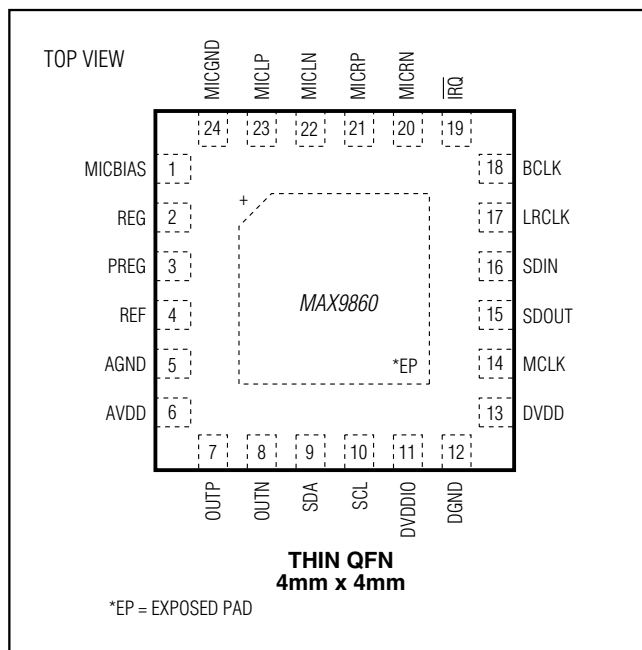 TOP VIEW
MICGND
MICLP
MICLN
MICRP
MICRN
I̅R̅Q̅
24 23 22 21 20 19
MICBIAS 1
REG 2
PREG 3
REF 4
AGND 5
AVDD 6
18 BCLK
17 LRCLK
16 SDIN
15 SDOUT
14 MCLK
13 DVDD
+
MAX9860
*EP
7 8 9 10 11 12
OUTP
OUTN
SDA
SCL
DVDDIO
DGND
THIN QFN
4mm x 4mm
*EP = EXPOSED PAD